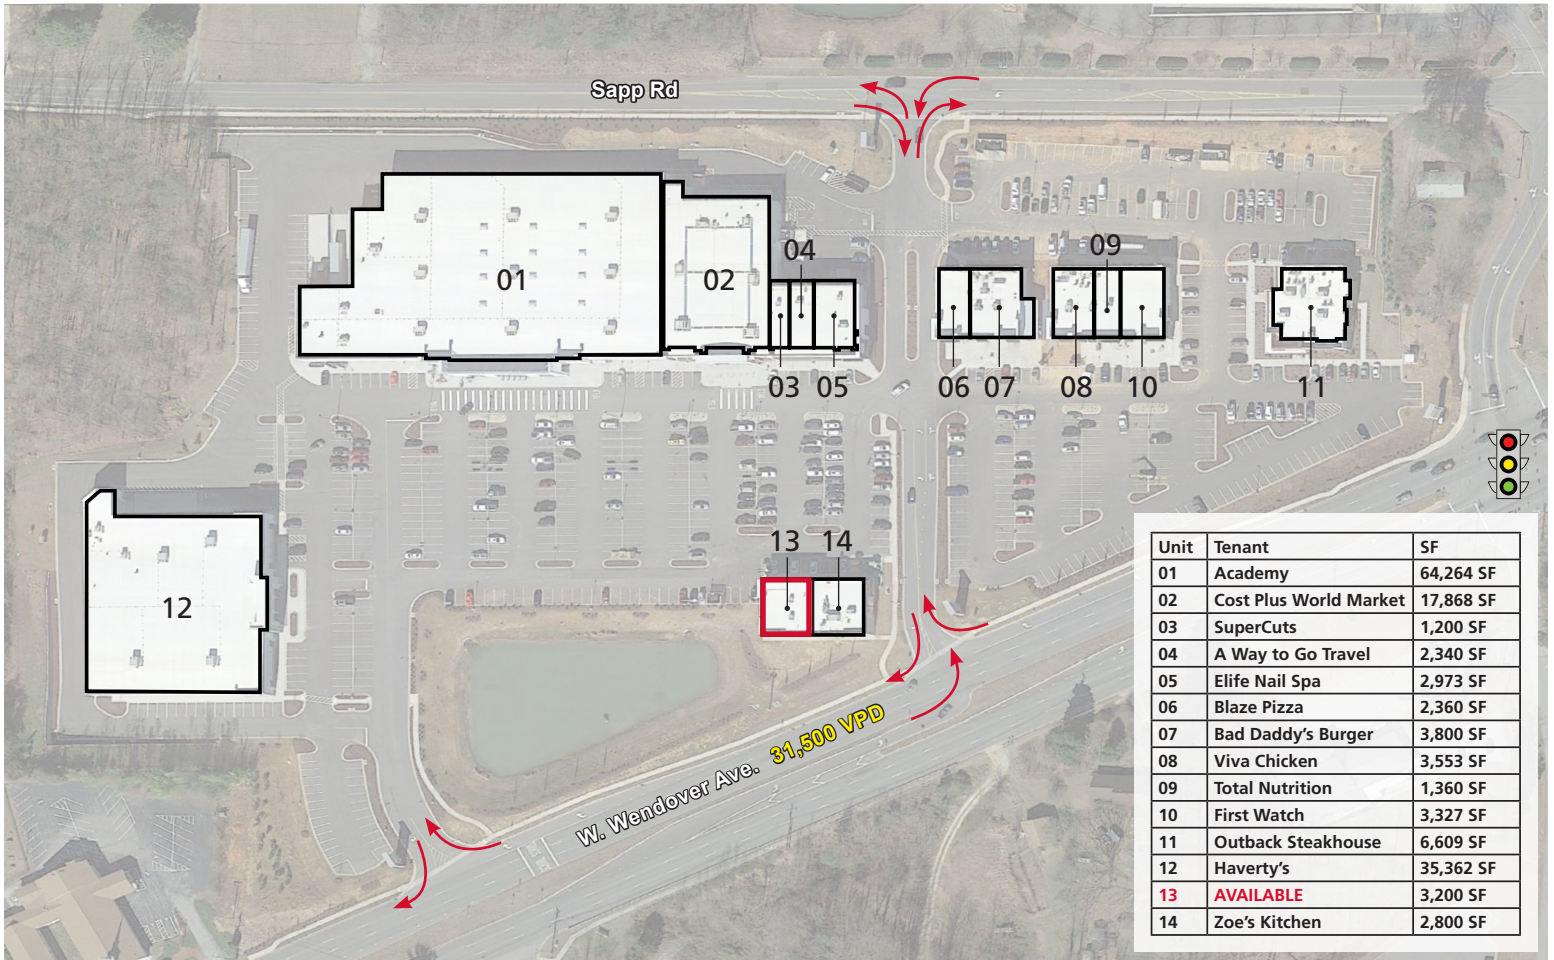 Sapp Rd
09
04
01
02
03
05
06
07
08
10
11
13
14
12
31,500 VPD
W. Wendover Ave.
Unit Tenant SF
01 Academy 64,264 SF
02 Cost Plus World Market 17,868 SF
03 SuperCuts 1,200 SF
04 A Way to Go Travel 2,340 SF
05 Elife Nail Spa 2,973 SF
06 Blaze Pizza 2,360 SF
07 Bad Daddy’s Burger 3,800 SF
08 Viva Chicken 3,553 SF
09 Total Nutrition 1,360 SF
10 First Watch 3,327 SF
11 Outback Steakhouse 6,609 SF
12 Haverty’s 35,362 SF
13 AVAILABLE 3,200 SF
14 Zoe’s Kitchen 2,800 SF